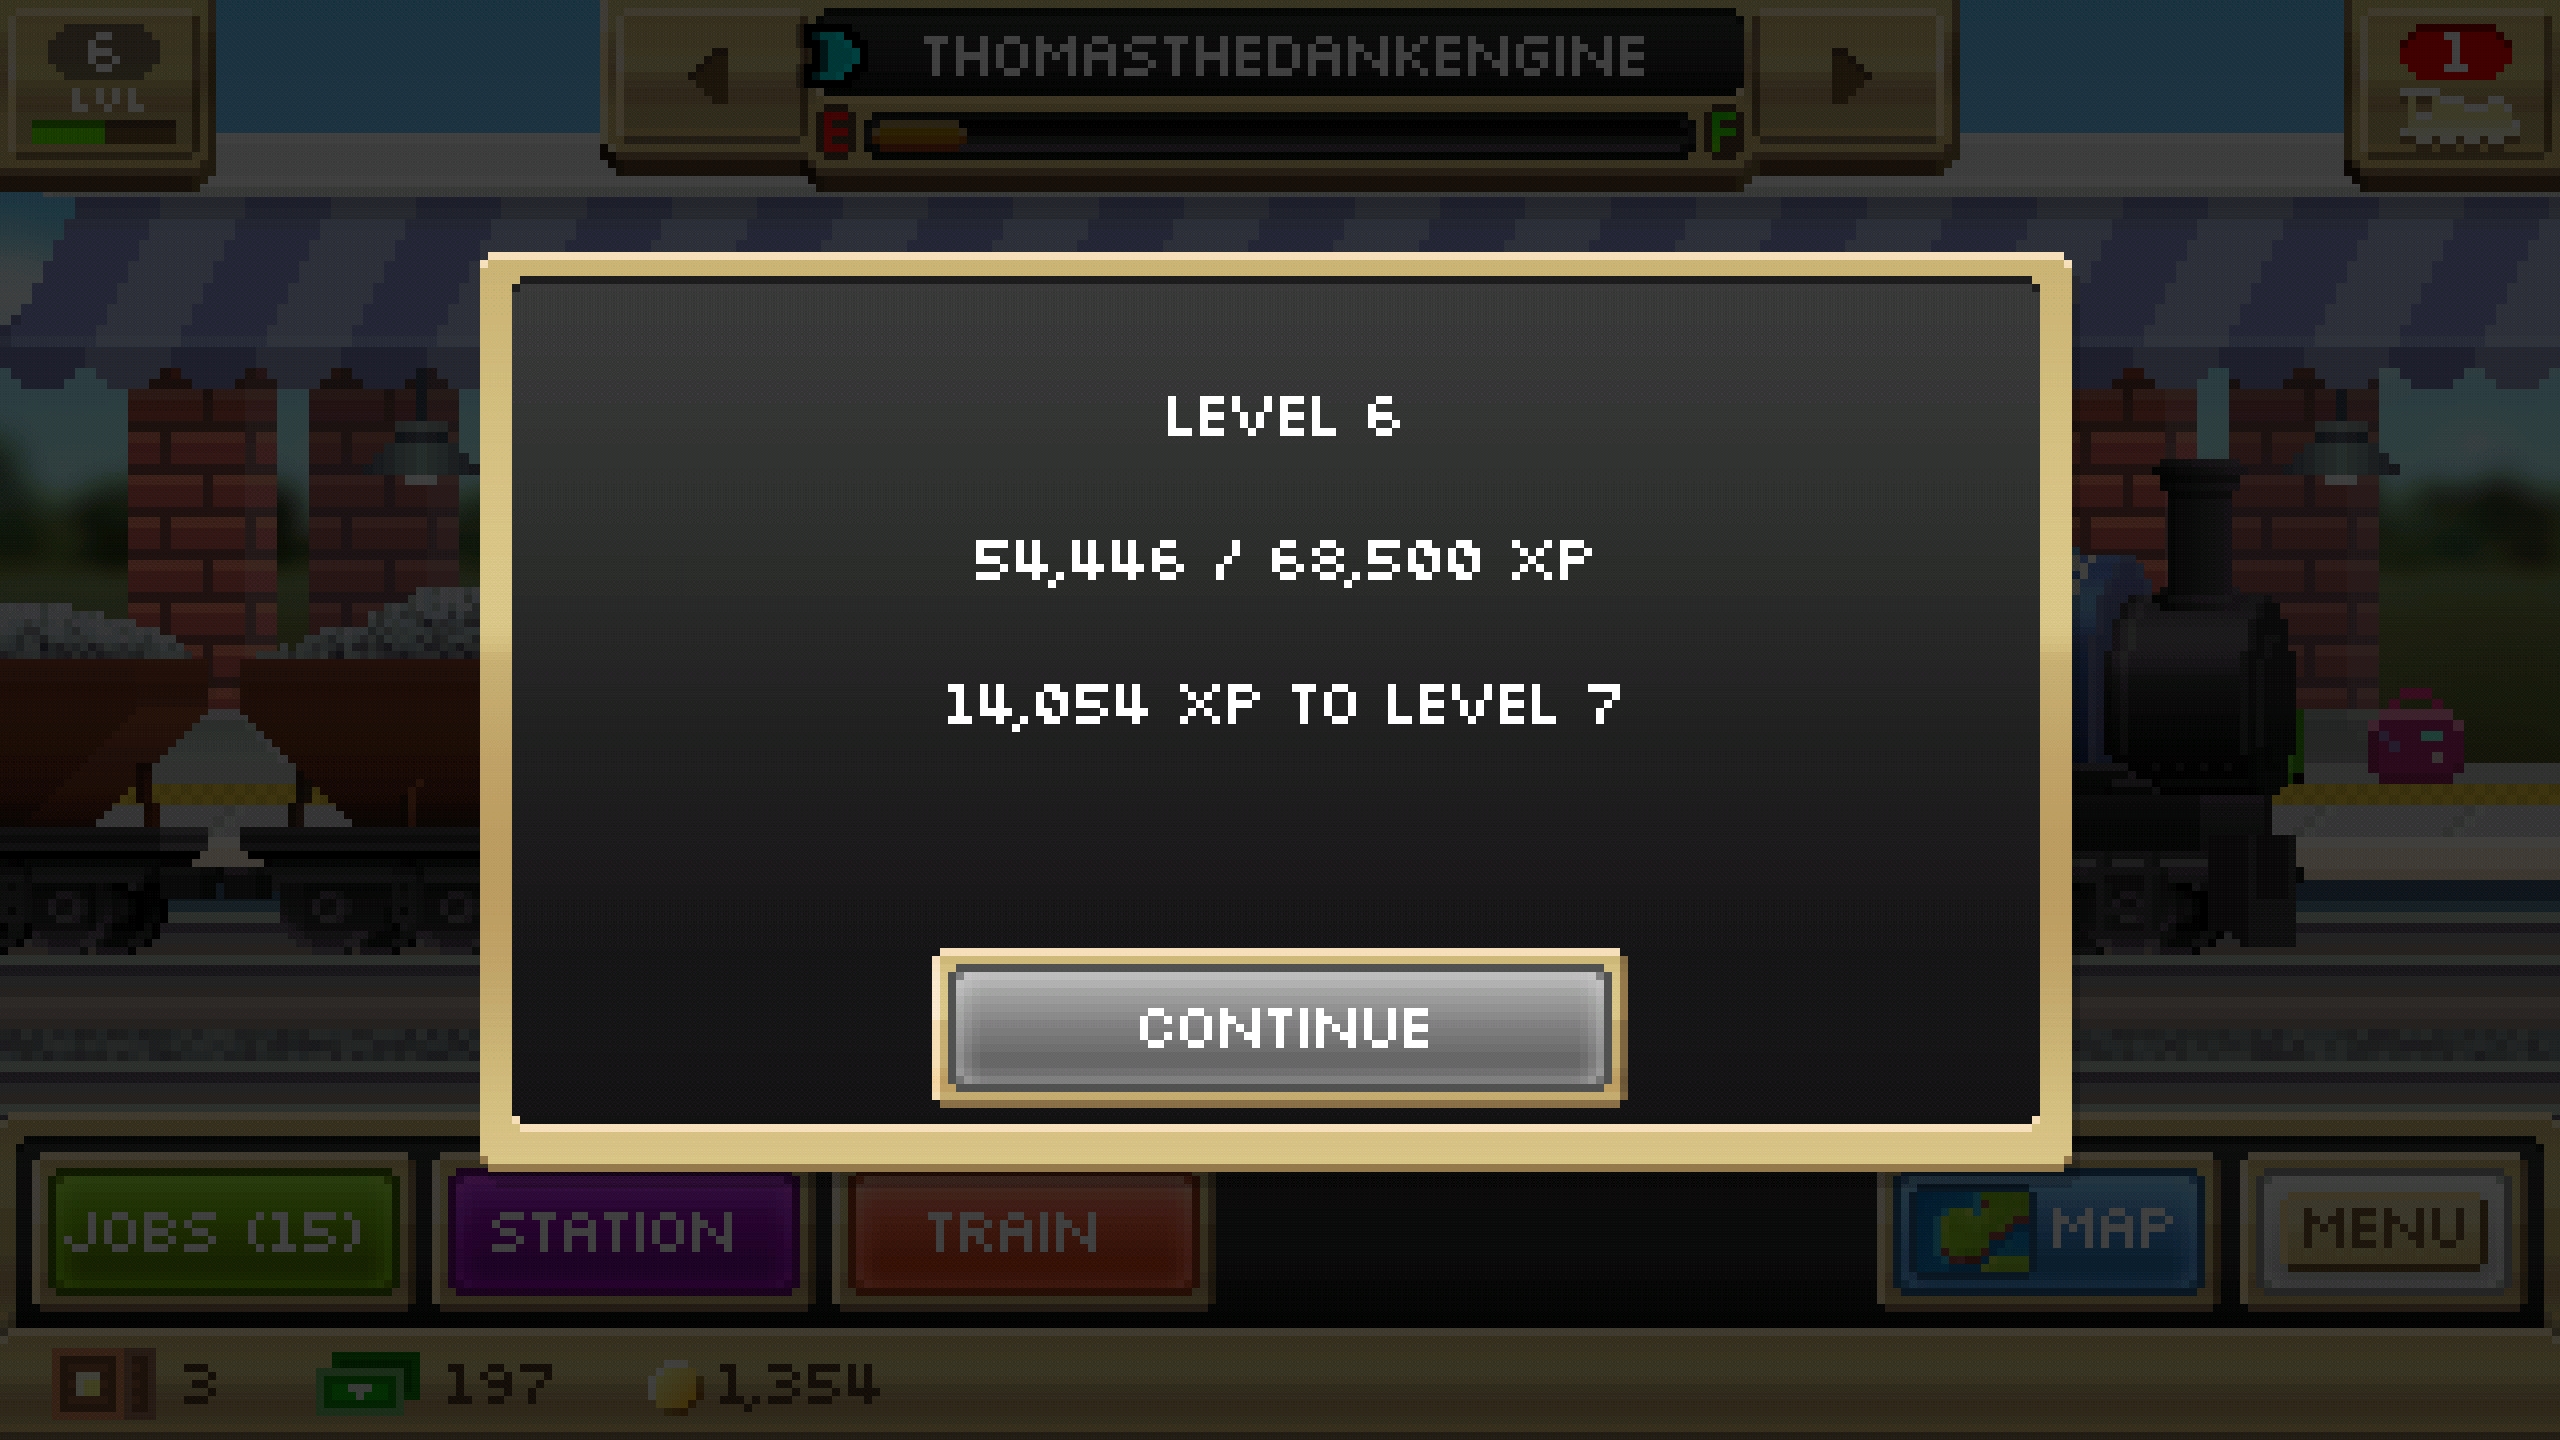 6
LVL
THOMASTHEDANKENGINE
E
F
1
LEVEL 6
54,446 / 68,500 XP
14,054 XP TO LEVEL 7
CONTINUE
JOBS (15)
STATION
TRAIN
MAP
MENU
3
197
1,354